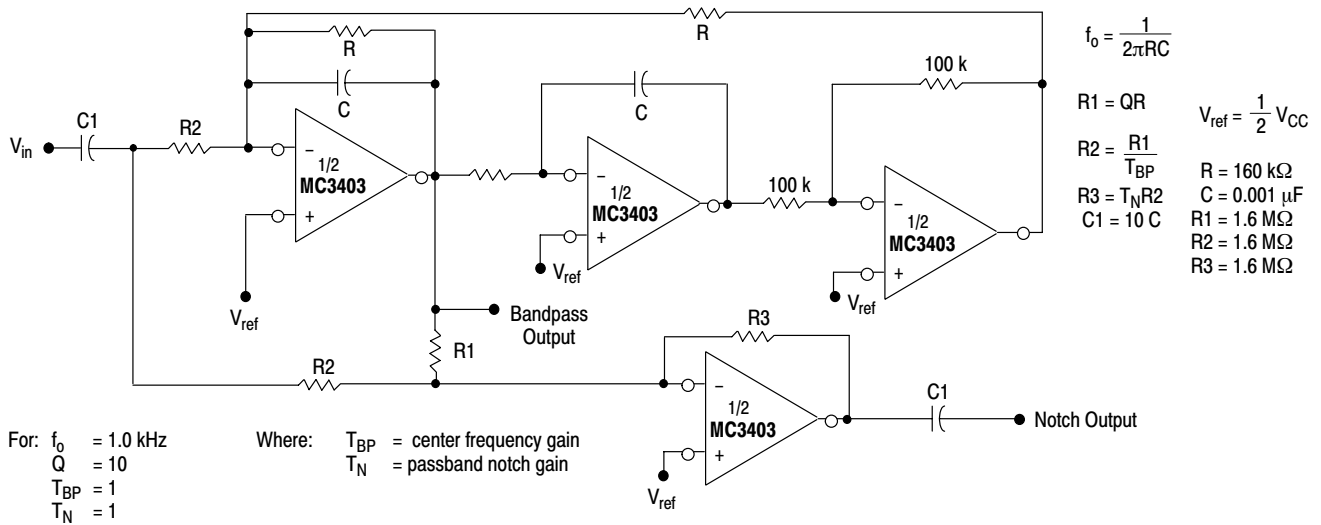 R
R
C
100 k
C
V_in
C1
R2
–
1/2
MC3403
+
V_ref
–
1/2
MC3403
+
V_ref
100 k
–
1/2
MC3403
+
V_ref
f_o = 1 / 2πRC
R1 = QR
R2 = R1 / T_BP
R3 = T_N R2
C1 = 10 C
V_ref = 1/2 V_CC
R = 160 kΩ
C = 0.001 μF
R1 = 1.6 MΩ
R2 = 1.6 MΩ
R3 = 1.6 MΩ
Bandpass
Output
R1
R2
R3
–
1/2
MC3403
+
V_ref
C1
Notch Output
For: f_o = 1.0 kHz
Q = 10
T_BP = 1
T_N = 1
Where: T_BP = center frequency gain
T_N = passband notch gain